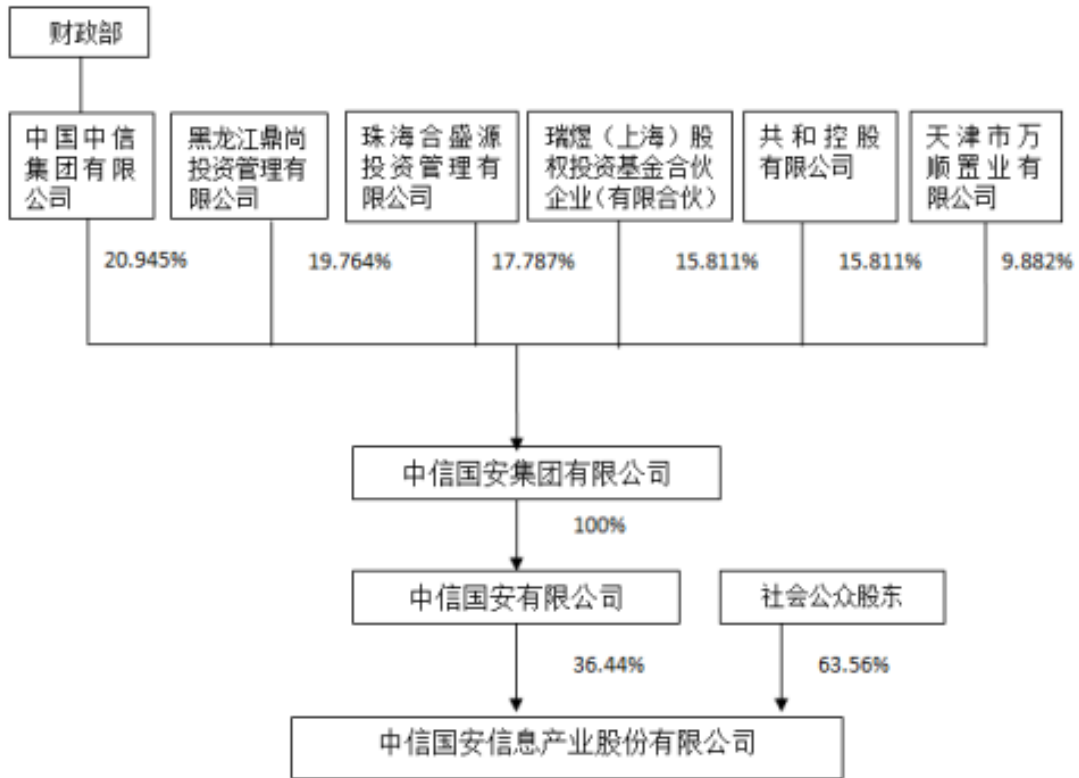 财政部
中国中信
集团有限
公司
黑龙江鼎尚
投资管理有
限公司
珠海合盛源
投资管理有
限公司
瑞煜（上海）股
权投资基金合伙
企业（有限合伙）
共和控股
有限公司
天津市万
顺置业有
限公司
20.945%
19.764%
17.787%
15.811%
15.811%
9.882%
中信国安集团有限公司
100%
中信国安有限公司
社会公众股东
36.44%
63.56%
中信国安信息产业股份有限公司